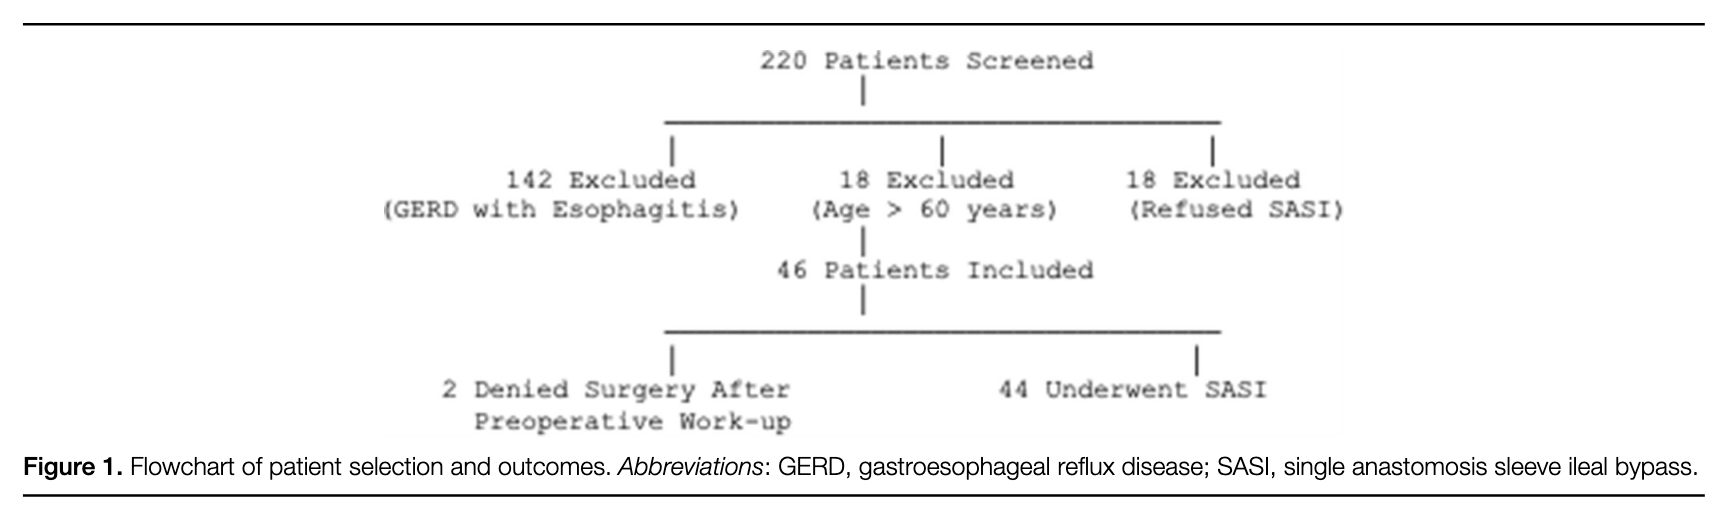 220 Patients Screened
142 Excluded
(GERD with Esophagitis)
18 Excluded
(Age > 60 years)
18 Excluded
(Refused SASI)
46 Patients Included
2 Denied Surgery After
Preoperative Work-up
44 Underwent SASI
Figure 1. Flowchart of patient selection and outcomes. Abbreviations: GERD, gastroesophageal reflux disease; SASI, single anastomosis sleeve ileal bypass.